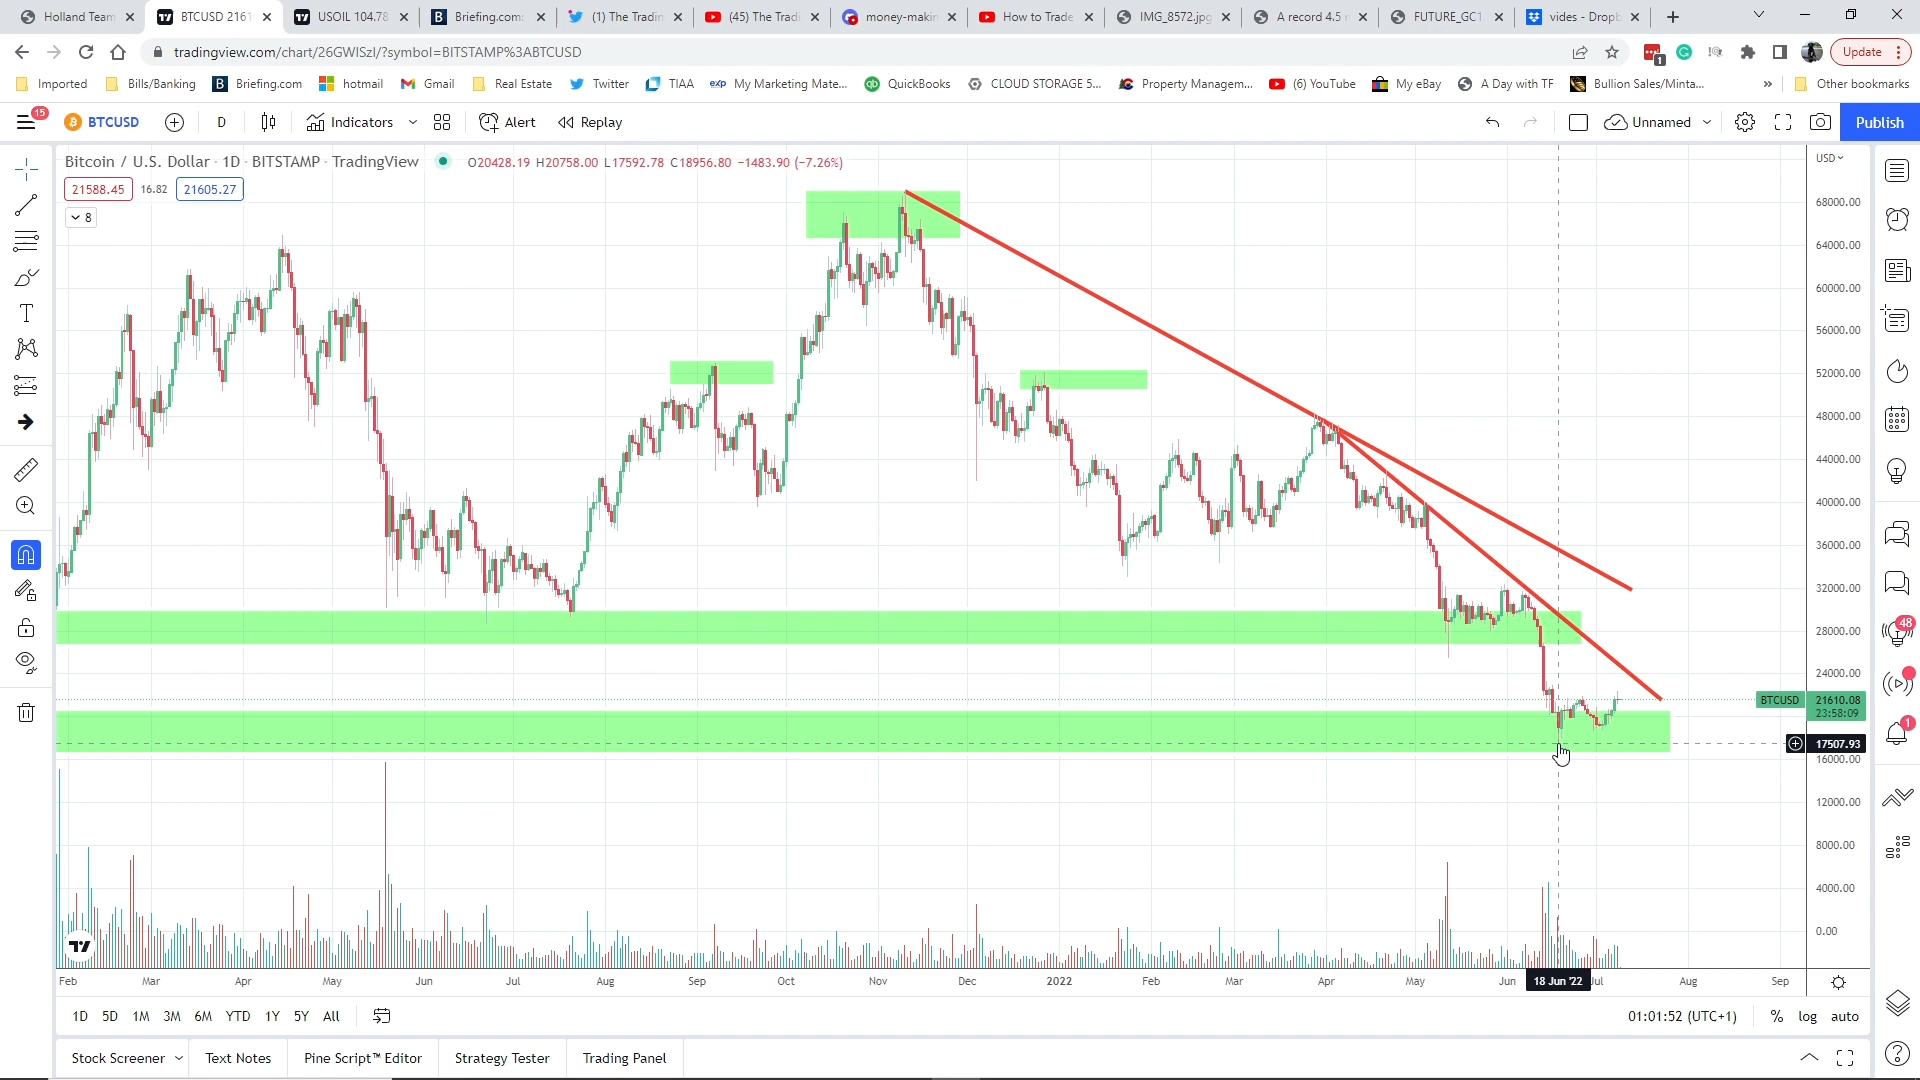 Holland Team
BTCUSD 2161
USOIL 104.78
Briefing.com:
(1) The Tradin
(45) The Tradi
money-makin
How to Trade
IMG_8572.jpg
A record 4.5 m
FUTURE_GC1
vides - Dropb
tradingview.com/chart/26GWISzl/?symbol=BITSTAMP%3ABTCUSD
1
Update
Imported
Bills/Banking
Briefing.com
hotmail
Gmail
Real Estate
Twitter
TIAA
exp My Marketing Mate...
QuickBooks
CLOUD STORAGE 5...
Property Managem...
(6) YouTube
My eBay
A Day with TF
Bullion Sales/Minta...
»
Other bookmarks
15
BTCUSD
D
Indicators
Alert
Replay
Unnamed
Publish
Bitcoin / U.S. Dollar · 1D · BITSTAMP · TradingView
O20428.19 H20758.00 L17592.78 C18956.80 −1483.90 (−7.26%)
USD
21588.45
16.82
21605.27
8
68000.00
64000.00
60000.00
56000.00
52000.00
48000.00
44000.00
40000.00
36000.00
32000.00
28000.00
24000.00
BTCUSD
21610.08
23:58:09
17507.93
16000.00
12000.00
8000.00
4000.00
0.00
48
1
Feb
Mar
Apr
May
Jun
Jul
Aug
Sep
Oct
Nov
Dec
2022
Feb
Mar
Apr
May
Jun
18 Jun '22
Jul
Aug
Sep
1D
5D
1M
3M
6M
YTD
1Y
5Y
All
01:01:52 (UTC+1)
%
log
auto
Stock Screener
Text Notes
Pine Script™ Editor
Strategy Tester
Trading Panel